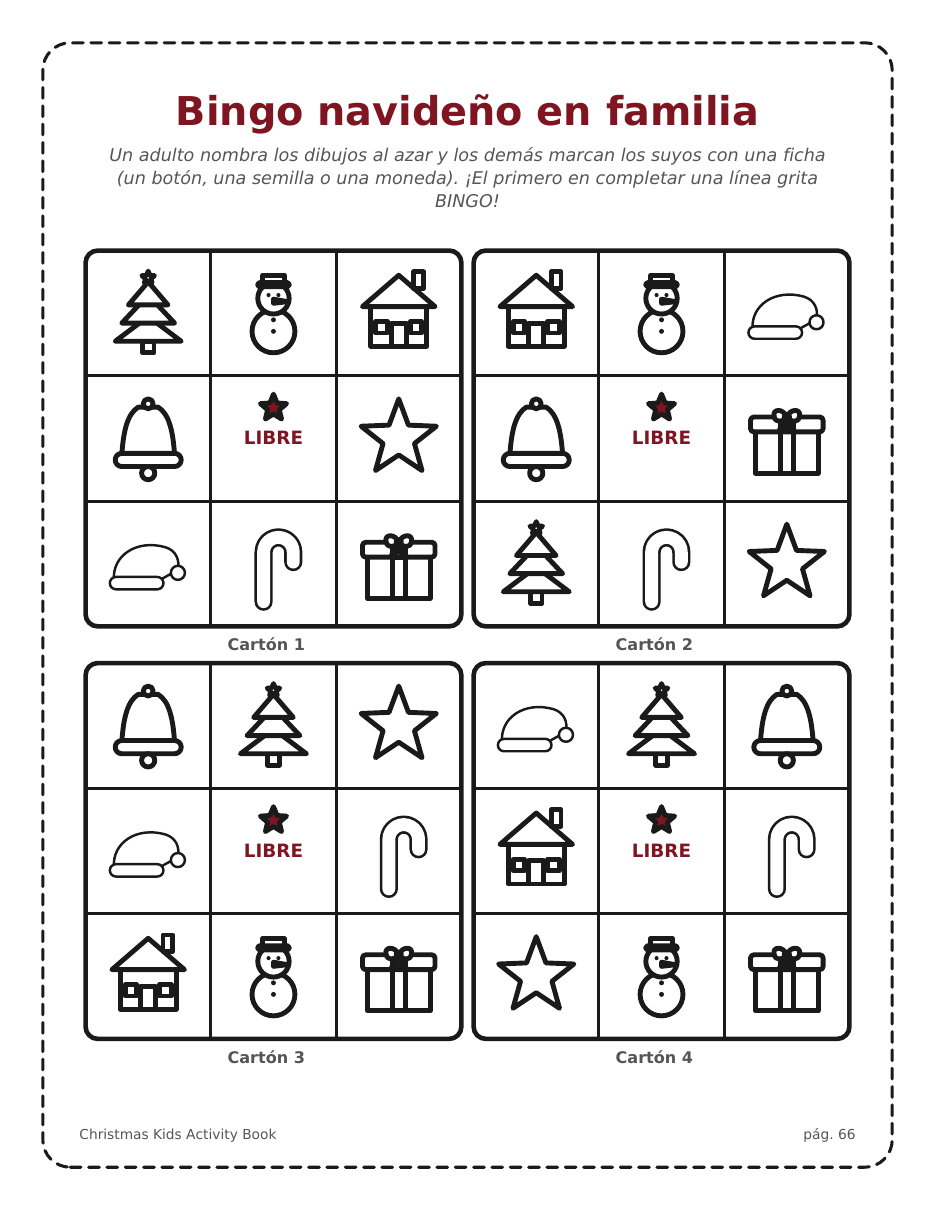 Bingo navideño en familia
Un adulto nombra los dibujos al azar y los demás marcan los suyos con una ficha
(un botón, una semilla o una moneda). ¡El primero en completar una línea grita
BINGO!
LIBRE
LIBRE
Cartón 1
Cartón 2
LIBRE
LIBRE
Cartón 3
Cartón 4
Christmas Kids Activity Book
pág. 66